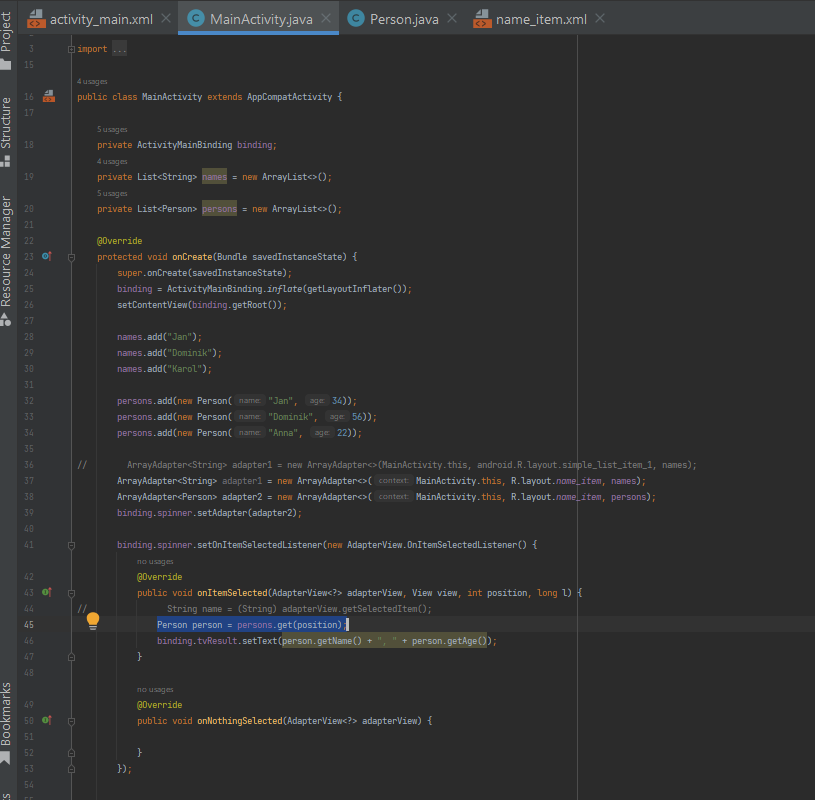 activity_main.xml MainActivity.java Person.java name_item.xml
Project
Structure
Resource Manager
Bookmarks
3 import ...
15
4 usages
16 public class MainActivity extends AppCompatActivity {
17
5 usages
18 private ActivityMainBinding binding;
4 usages
19 private List<String> names = new ArrayList<>();
5 usages
20 private List<Person> persons = new ArrayList<>();
21
22 @Override
23 protected void onCreate(Bundle savedInstanceState) {
24 super.onCreate(savedInstanceState);
25 binding = ActivityMainBinding.inflate(getLayoutInflater());
26 setContentView(binding.getRoot());
27
28 names.add("Jan");
29 names.add("Dominik");
30 names.add("Karol");
31
32 persons.add(new Person( name: "Jan", age: 34));
33 persons.add(new Person( name: "Dominik", age: 56));
34 persons.add(new Person( name: "Anna", age: 22));
35
36 // ArrayAdapter<String> adapter1 = new ArrayAdapter<>(MainActivity.this, android.R.layout.simple_list_item_1, names);
37 ArrayAdapter<String> adapter1 = new ArrayAdapter<>( context: MainActivity.this, R.layout.name_item, names);
38 ArrayAdapter<Person> adapter2 = new ArrayAdapter<>( context: MainActivity.this, R.layout.name_item, persons);
39 binding.spinner.setAdapter(adapter2);
40
41 binding.spinner.setOnItemSelectedListener(new AdapterView.OnItemSelectedListener() {
no usages
42 @Override
43 public void onItemSelected(AdapterView<?> adapterView, View view, int position, long l) {
44 // String name = (String) adapterView.getSelectedItem();
45 Person person = persons.get(position);
46 binding.tvResult.setText(person.getName() + ", " + person.getAge());
47 }
48
no usages
49 @Override
50 public void onNothingSelected(AdapterView<?> adapterView) {
51
52 }
53 });
54